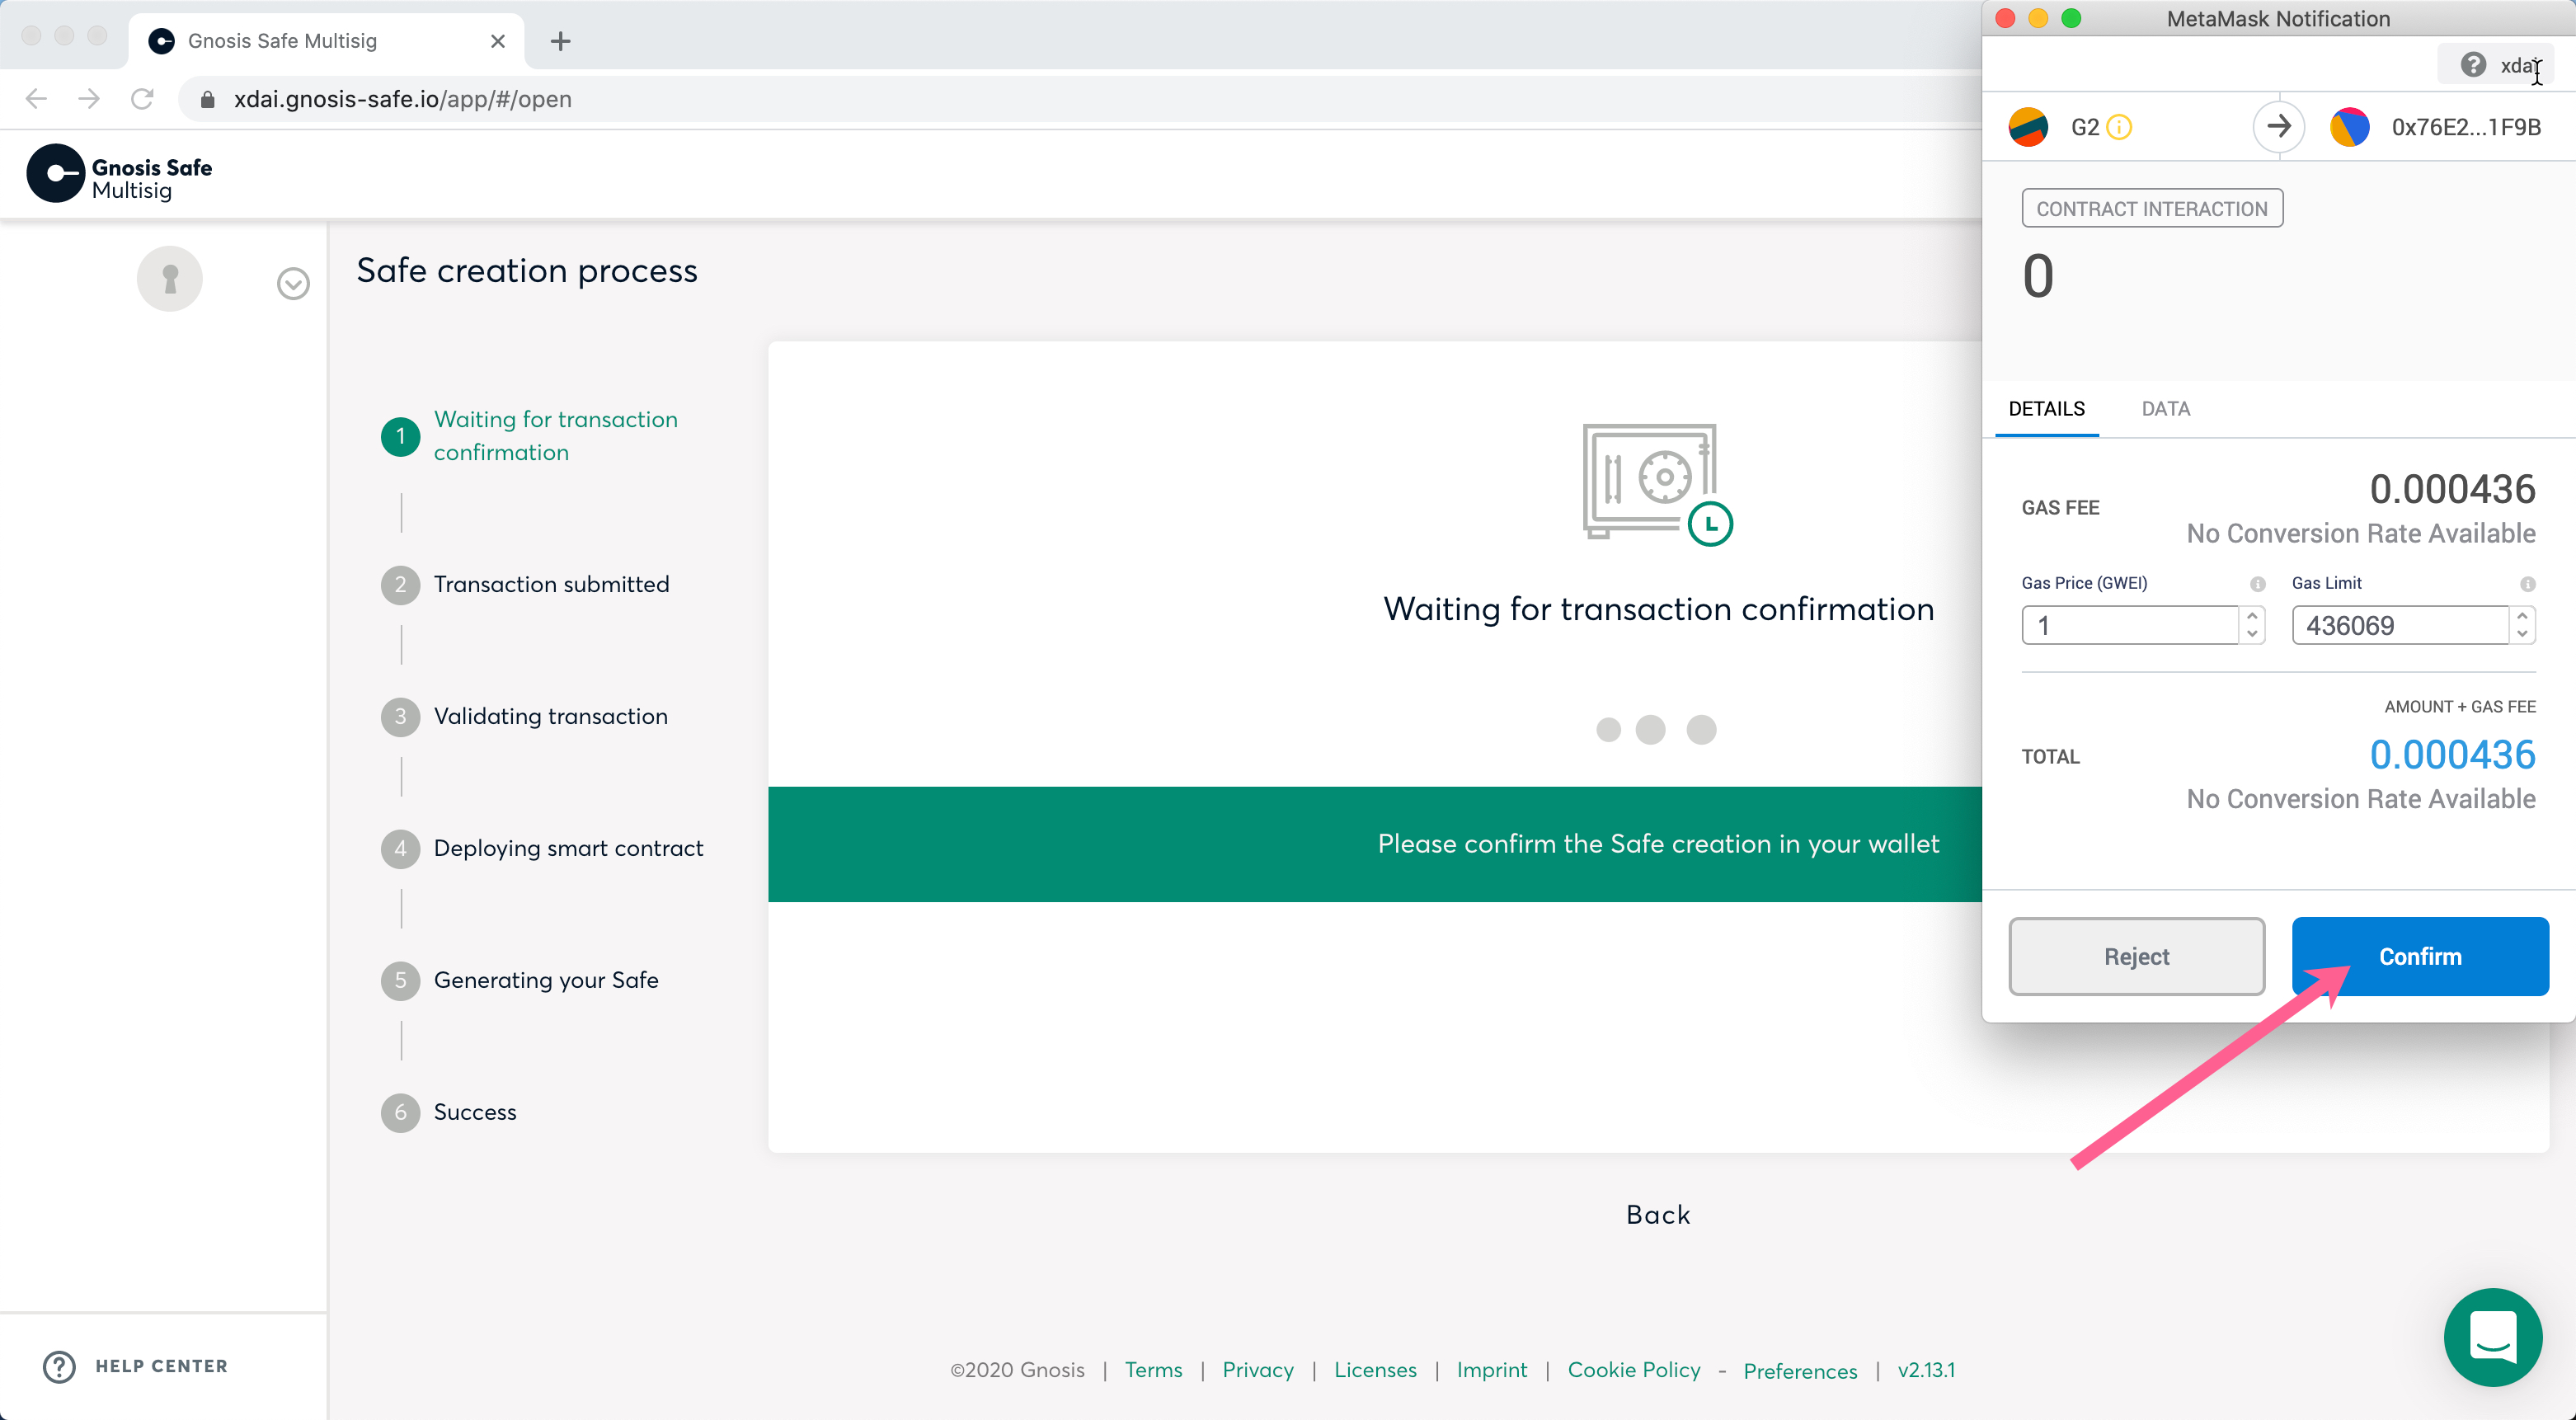 Gnosis Safe Multisig
xdai.gnosis-safe.io/app/#/open
Gnosis Safe
Multisig
Safe creation process
1
Waiting for transaction
confirmation
2
Transaction submitted
3
Validating transaction
4
Deploying smart contract
5
Generating your Safe
6
Success
Waiting for transaction confirmation
Please confirm the Safe creation in your wallet
Back
HELP CENTER
©2020 Gnosis | Terms | Privacy | Licenses | Imprint | Cookie Policy - Preferences | v2.13.1
MetaMask Notification
xdai
G2
0x76E2...1F9B
CONTRACT INTERACTION
0
DETAILS
DATA
GAS FEE
0.000436
No Conversion Rate Available
Gas Price (GWEI)
Gas Limit
1
436069
AMOUNT + GAS FEE
TOTAL
0.000436
No Conversion Rate Available
Reject
Confirm